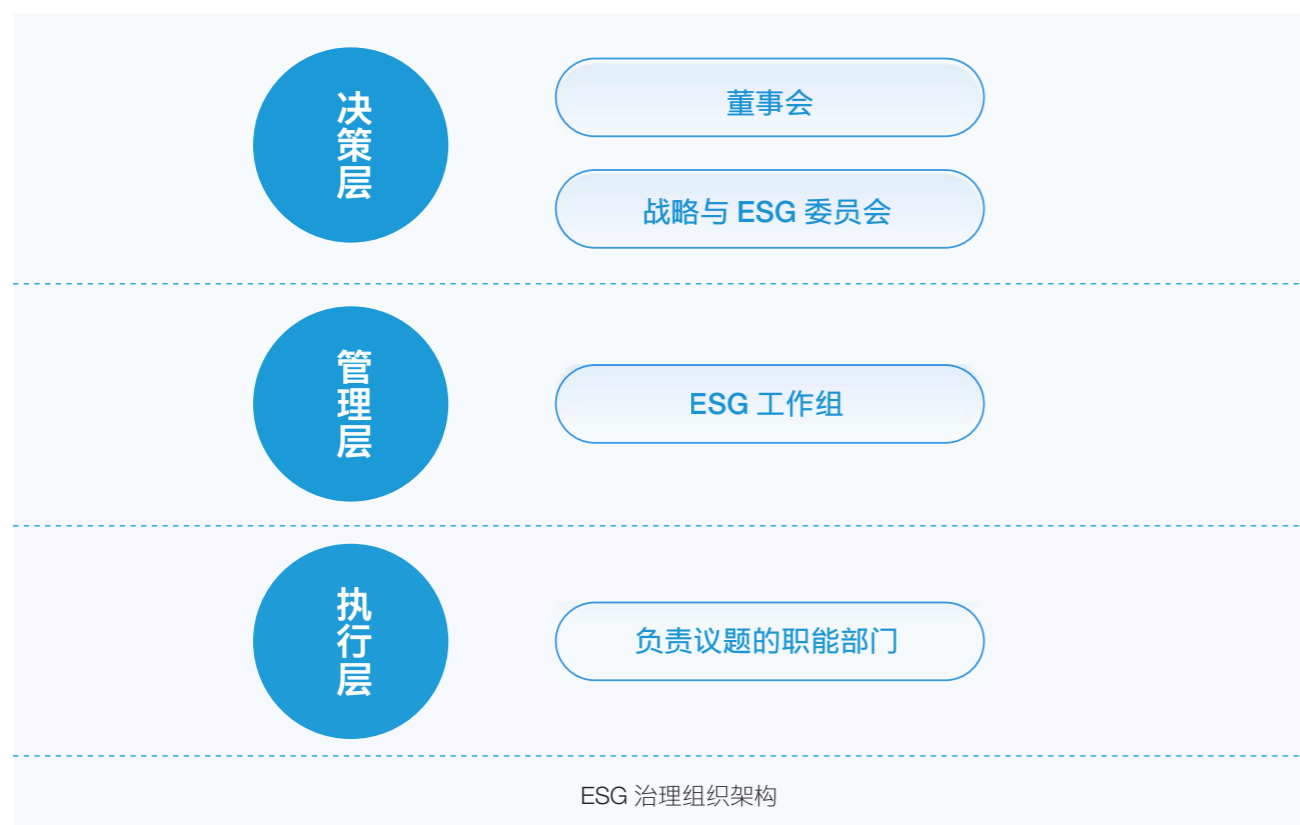 决策层
董事会
战略与 ESG 委员会
管理层
ESG 工作组
执行层
负责议题的职能部门
ESG 治理组织架构